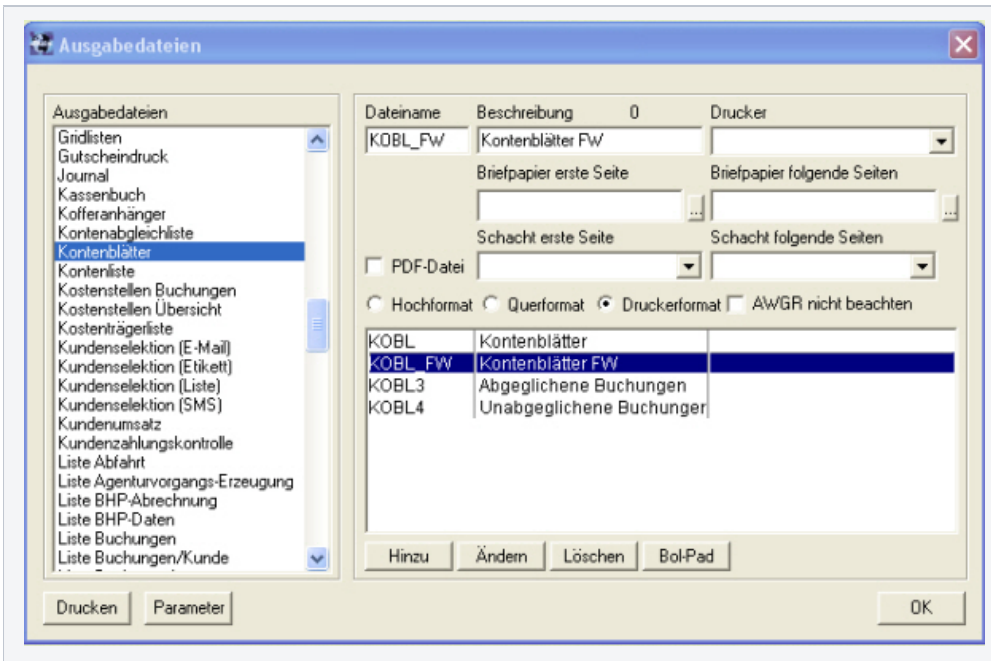 Ausgabedateien
Ausgabedateien
Gridlisten
Gutscheindruck
Journal
Kassenbuch
Kofferanhänger
Kontenabgleichliste
Kontenblätter
Kontenliste
Kostenstellen Buchungen
Kostenstellen Übersicht
Kostenträgerliste
Kundenselektion (E-Mail)
Kundenselektion (Etikett)
Kundenselektion (Liste)
Kundenselektion (SMS)
Kundenumsatz
Kundenzahlungskontrolle
Liste Abfahrt
Liste Agenturvorgangs-Erzeugung
Liste BHP-Abrechnung
Liste BHP-Daten
Liste Buchungen
Liste Buchungen/Kunde
Dateiname Beschreibung 0 Drucker
KOBL_FW Kontenblätter FW
Briefpapier erste Seite Briefpapier folgende Seiten
... ...
Schacht erste Seite Schacht folgende Seiten
PDF-Datei
Hochformat Querformat Druckerformat AWGR nicht beachten
KOBL Kontenblätter
KOBL_FW Kontenblätter FW
KOBL3 Abgeglichene Buchungen
KOBL4 Unabgeglichene Buchunger
Hinzu Ändern Löschen Bol-Pad
Drucken Parameter OK